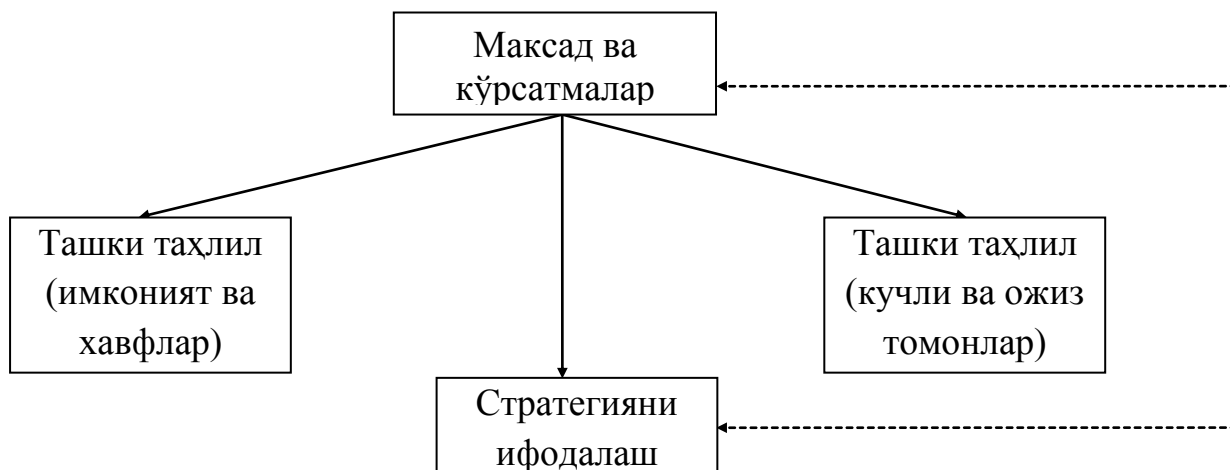 Максад ва
кўрсатмалар
Ташки таҳлил
(имконият ва
хавфлар)
Ташки таҳлил
(кучли ва ожиз
томонлар)
Стратегияни
ифодалаш